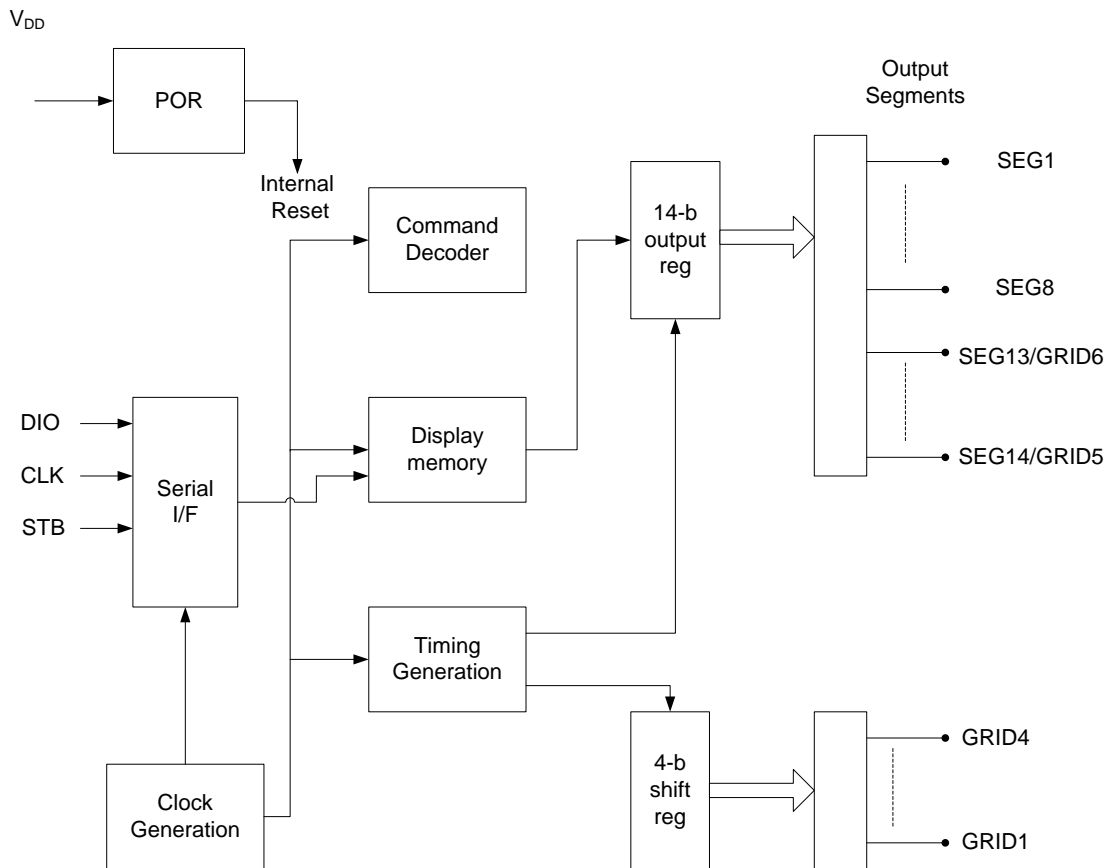 VDD
POR
Internal
Reset
Command
Decoder
14-b
output
reg
Output
Segments
SEG1
SEG8
SEG13/GRID6
SEG14/GRID5
DIO
CLK
STB
Serial
I/F
Display
memory
Timing
Generation
Clock
Generation
4-b
shift
reg
GRID4
GRID1